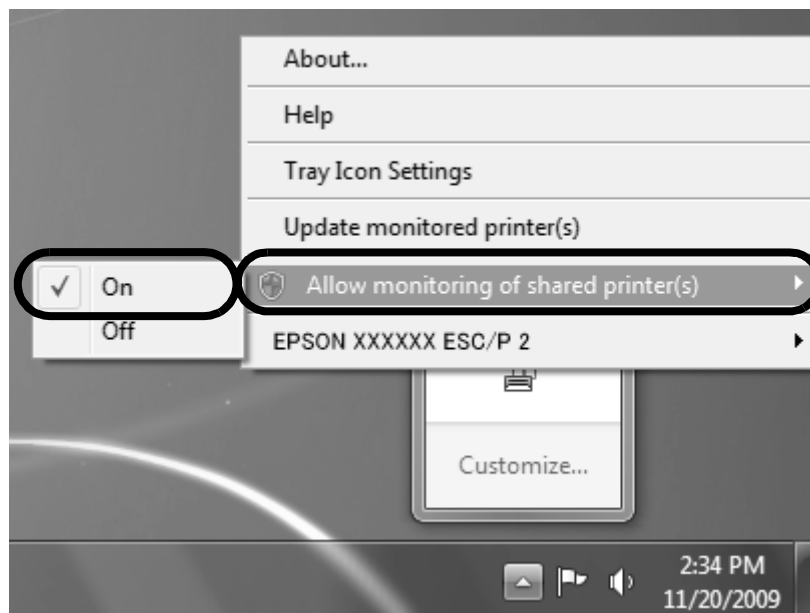 About...
Help
Tray Icon Settings
Update monitored printer(s)
Allow monitoring of shared printer(s)
On
Off
EPSON XXXXXX ESC/P 2
Customize...
2:34 PM
11/20/2009